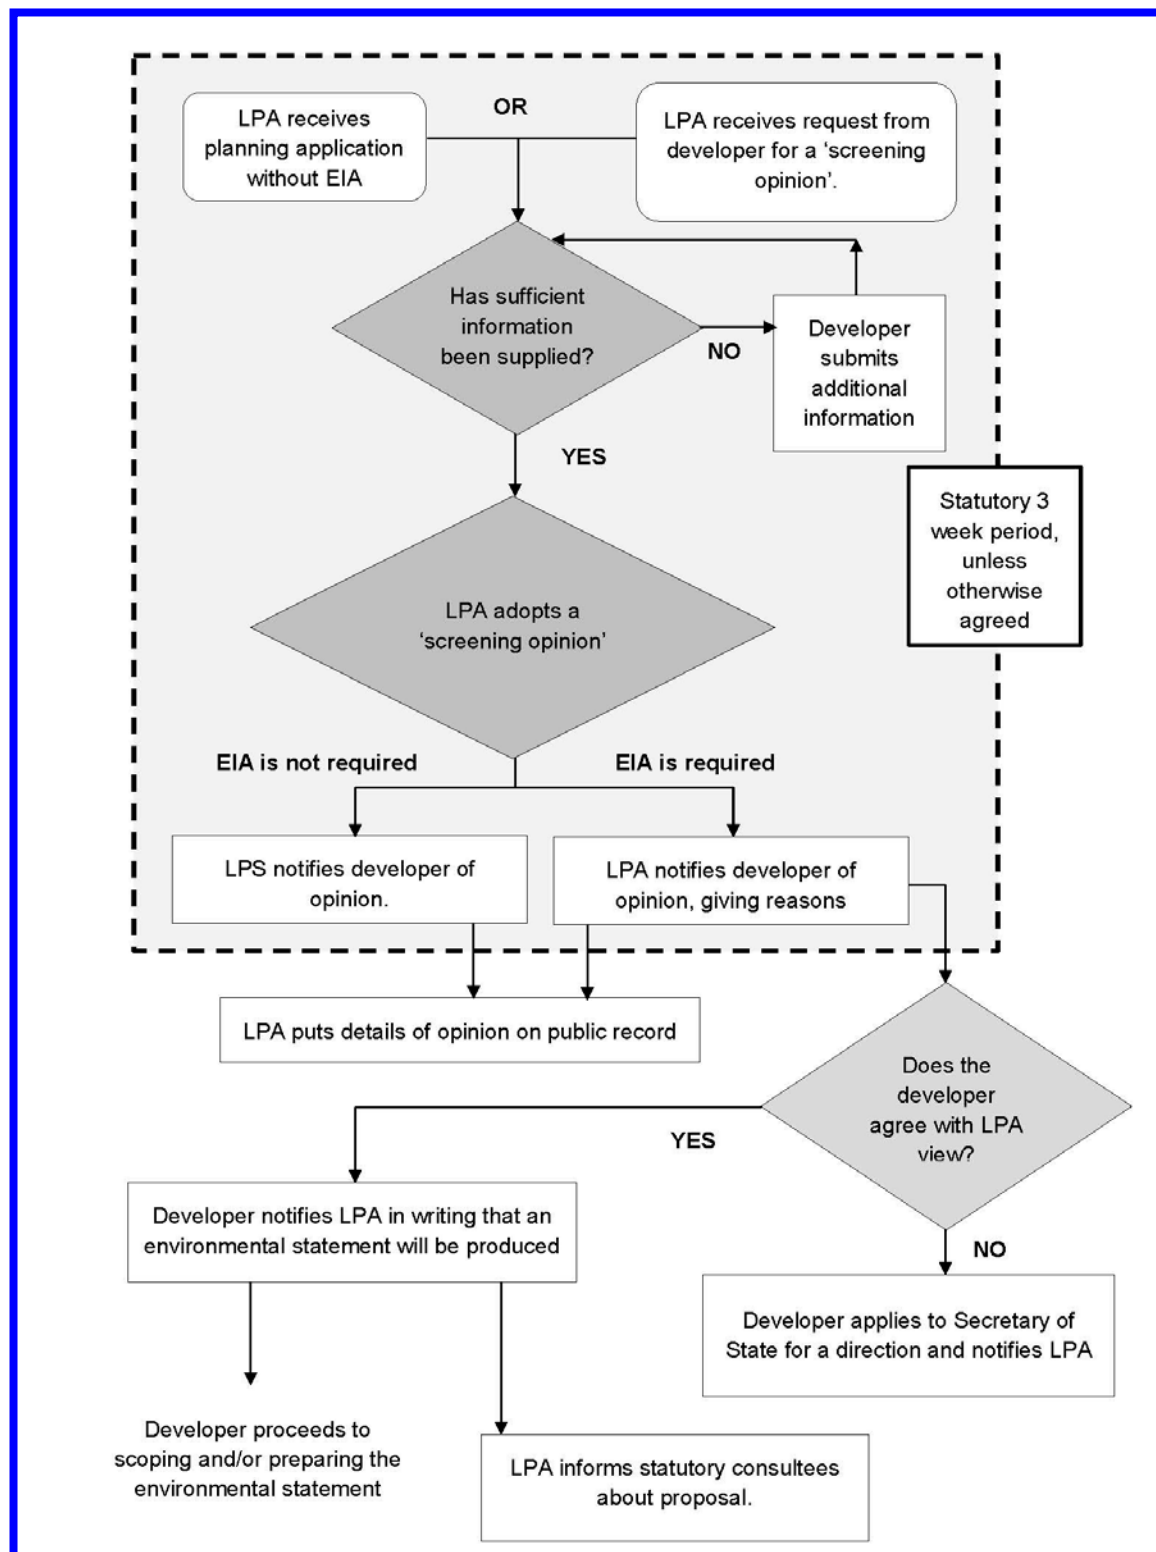 LPA receives
planning application
without EIA
OR
LPA receives request from
developer for a ‘screening
opinion’.
Has sufficient
information
been supplied?
NO
Developer
submits
additional
information
YES
Statutory 3
week period,
unless
otherwise
agreed
LPA adopts a
‘screening opinion’
EIA is not required
EIA is required
LPS notifies developer of
opinion.
LPA notifies developer of
opinion, giving reasons
LPA puts details of opinion on public record
Does the
developer
agree with LPA
view?
YES
Developer notifies LPA in writing that an
environmental statement will be produced
NO
Developer applies to Secretary of
State for a direction and notifies LPA
Developer proceeds to
scoping and/or preparing the
environmental statement
LPA informs statutory consultees
about proposal.